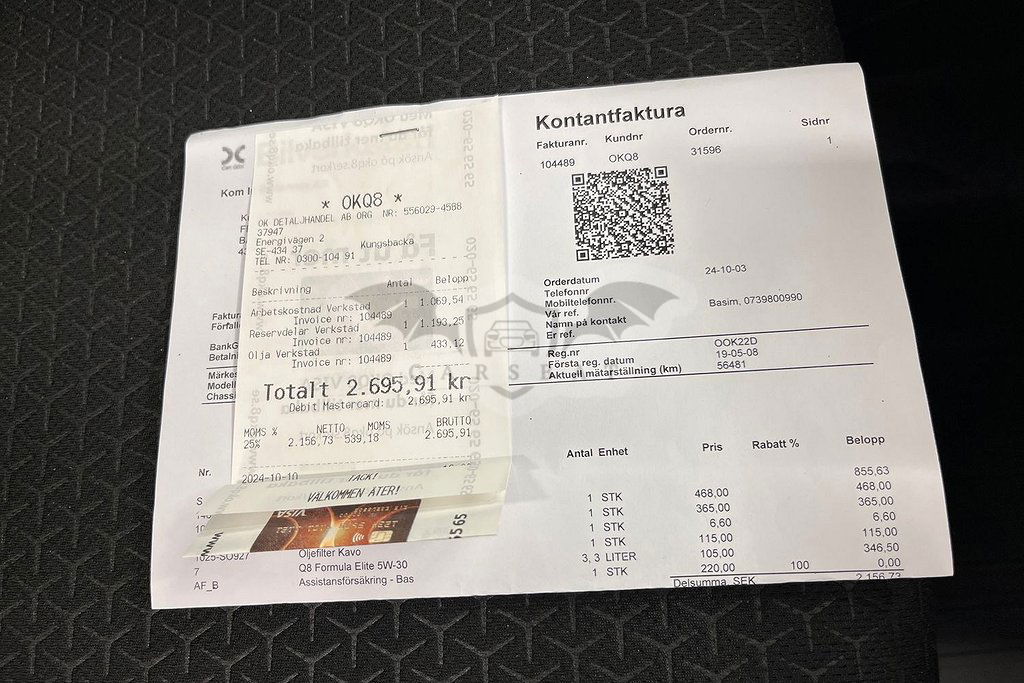 Kontantfaktura
Fakturanr. Kundnr Ordernr. Sidnr
104489 OKQ8 31596 1
Kom
* OKQ8 *
OK DETALJHANDEL AB ORG NR: 556029-4588
37947
Energivägen 2
SE-434 37 Kungsbacka
TEL NR: 0300-104 91
Beskrivning Antal Belopp
Arbetskostnad Verkstad 1 1.069,54
Invoice nr: 104489
Reservdelar Verkstad 1 1.193,25
Invoice nr: 104489
Olja Verkstad 1 433,12
Invoice nr: 104489
Totalt 2.695,91 kr
Debit Mastercard: 2.695,91
MOMS % NETTO MOMS BRUTTO
25% 2.156,73 539,18 2.695,91
2024-10-10
TACK!
VÄLKOMMEN ÅTER!
VISA
Orderdatum 24-10-03
Telefonnr
Mobiltelefonnr.
Vår ref. Basim, 0739800990
Namn på kontakt
Er ref.
Reg.nr OOK22D
Första reg. datum 19-05-08
Aktuell mätarställning (km) 56481
CARSE
Nr. Antal Enhet Pris Rabatt % Belopp
855,63
1 STK 468,00 468,00
1 STK 365,00 365,00
1 STK 6,60 6,60
1025-SO927 Oljefilter Kavo 1 STK 115,00 115,00
7 Q8 Formula Elite 5W-30 3, 3 LITER 105,00 346,50
AF_B Assistansförsäkring - Bas 1 STK 220,00 100 0,00
Delsumma SEK 2 156,73